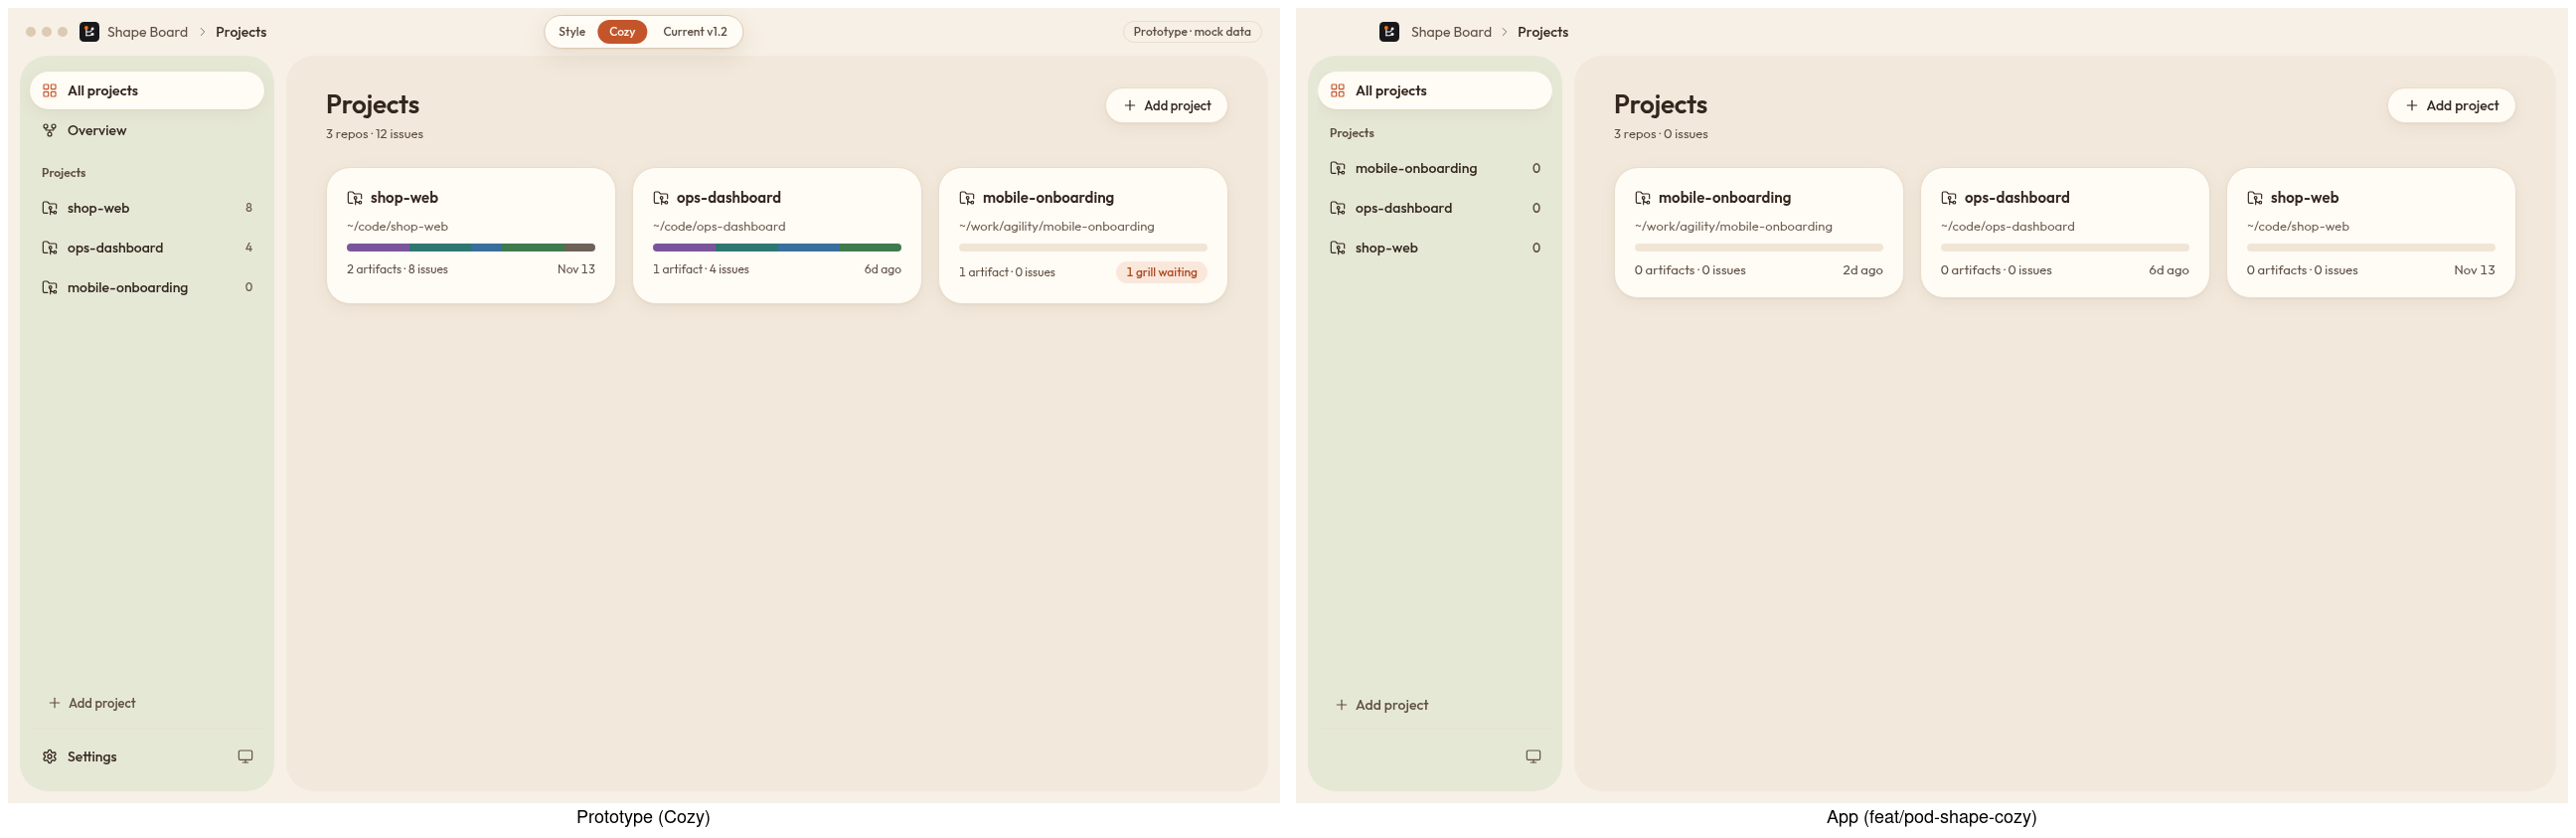 Shape Board > Projects
Style Cozy Current v1.2
Prototype · mock data
All projects
Overview
Projects
shop-web 8
ops-dashboard 4
mobile-onboarding 0
Add project
Settings
Projects
3 repos · 12 issues
Add project
shop-web
~/code/shop-web
2 artifacts · 8 issues Nov 13
ops-dashboard
~/code/ops-dashboard
1 artifact · 4 issues 6d ago
mobile-onboarding
~/work/agility/mobile-onboarding
1 artifact · 0 issues 1 grill waiting
Prototype (Cozy)
Shape Board > Projects
All projects
Projects
mobile-onboarding 0
ops-dashboard 0
shop-web 0
Add project
Projects
3 repos · 0 issues
Add project
mobile-onboarding
~/work/agility/mobile-onboarding
0 artifacts · 0 issues 2d ago
ops-dashboard
~/code/ops-dashboard
0 artifacts · 0 issues 6d ago
shop-web
~/code/shop-web
0 artifacts · 0 issues Nov 13
App (feat/pod-shape-cozy)